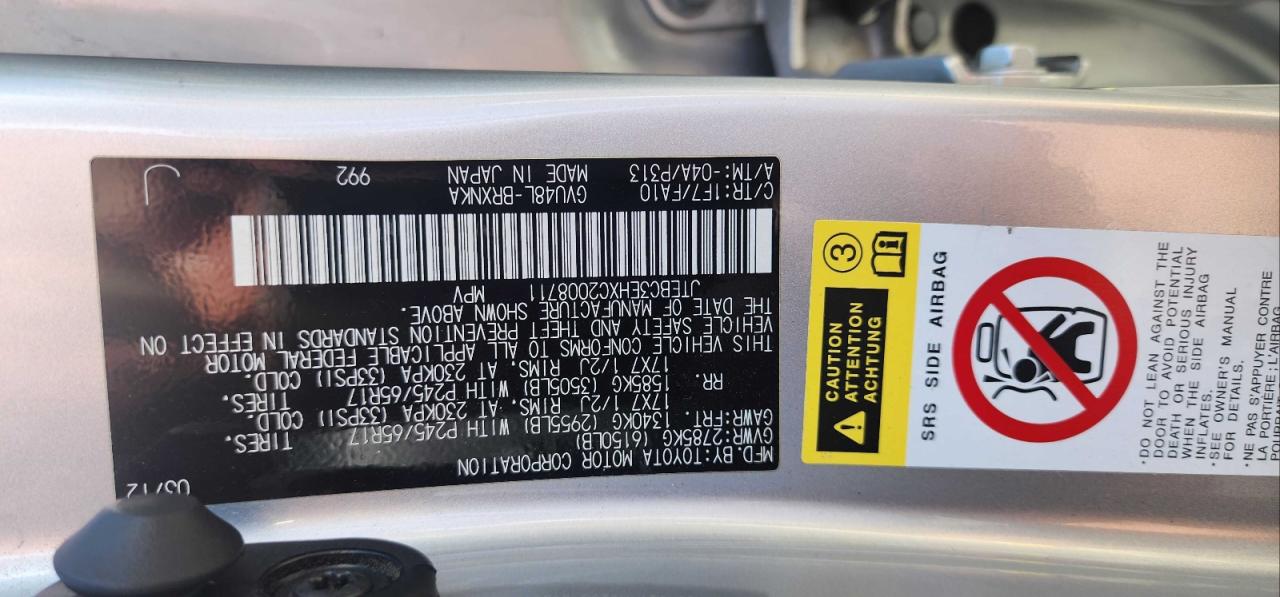 MFD.BY:TOYOTA MOTOR CORPORATION 03/12
GVWR:2785KG (6150LB)
GAWR:FRT. 1340KG (2955LB) WITH P245/65R17 TIRES.
17X7 1/2J RIMS. AT 230KPA (33PSI) COLD
RR. 1585KG (3505LB) WITH P245/65R17 TIRES.
17X7 1/2J RIMS. AT 230KPA (33PSI) COLD.
THIS VEHICLE CONFORMS TO ALL APPLICABLE FEDERAL MOTOR
VEHICLE SAFETY AND THEFT PREVENTION STANDARDS IN EFFECT ON
THE DATE OF MANUFACTURE SHOWN ABOVE.
JTEBC3EHXC2008711 MPV
C/TR:1F7/FA10 GVU48L-BRXNKA
A/TM:-04A/P313 MADE IN JAPAN 992
CAUTION
ATTENTION
ACHTUNG
3
i
SRS SIDE AIRBAG
•DO NOT LEAN AGAINST THE
DOOR TO AVOID POTENTIAL
DEATH OR SERIOUS INJURY
WHEN THE SIDE AIRBAG
INFLATES.
•SEE OWNER'S MANUAL
FOR DETAILS.
•NE PAS S'APPUYER CONTRE
LA PORTIÈRE:L'AIRBAG